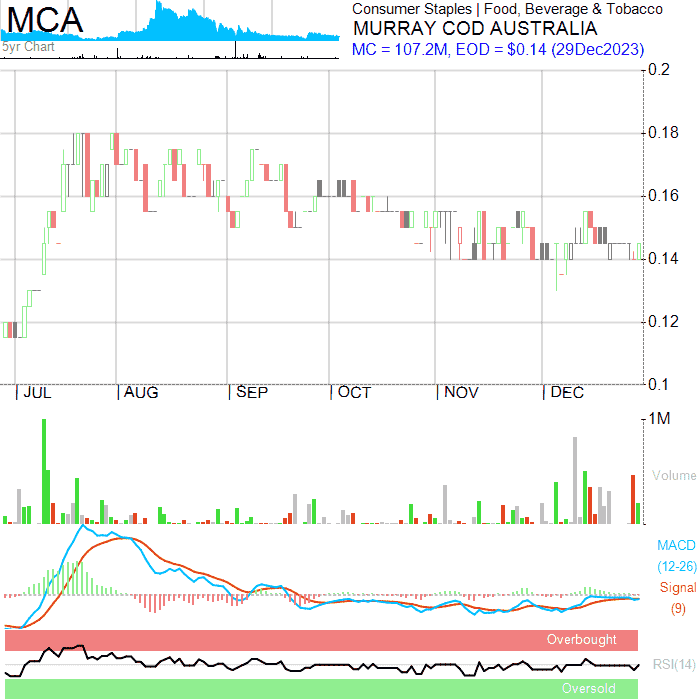 MCA
5yr Chart
Consumer Staples | Food, Beverage & Tobacco
MURRAY COD AUSTRALIA
MC = 107.2M, EOD = $0.14 (29Dec2023)
0.2
0.18
0.16
0.14
0.12
0.1
JUL AUG SEP OCT NOV DEC
1M
Volume
MACD
(12-26)
Signal
(9)
Overbought
RSI(14)
Oversold